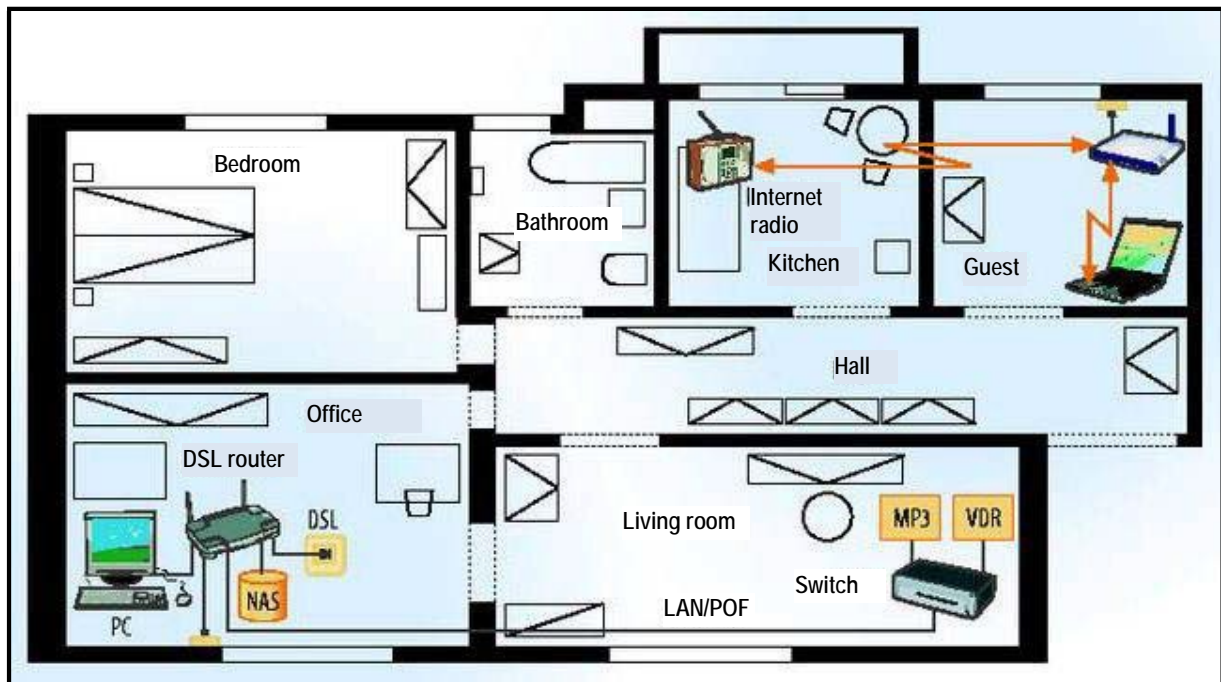 Bedroom
Bathroom
Internet
radio
Kitchen
Guest
Hall
Office
DSL router
DSL
NAS
PC
Living room
MP3
VDR
Switch
LAN/POF